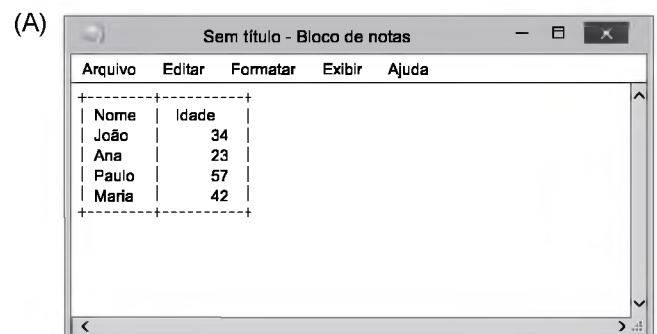 (A)
Sem título - Bloco de notas
Arquivo Editar Formatar Exibir Ajuda
+--------+----------+
| Nome | Idade |
| João | 34 |
| Ana | 23 |
| Paulo | 57 |
| Maria | 42 |
+--------+----------+